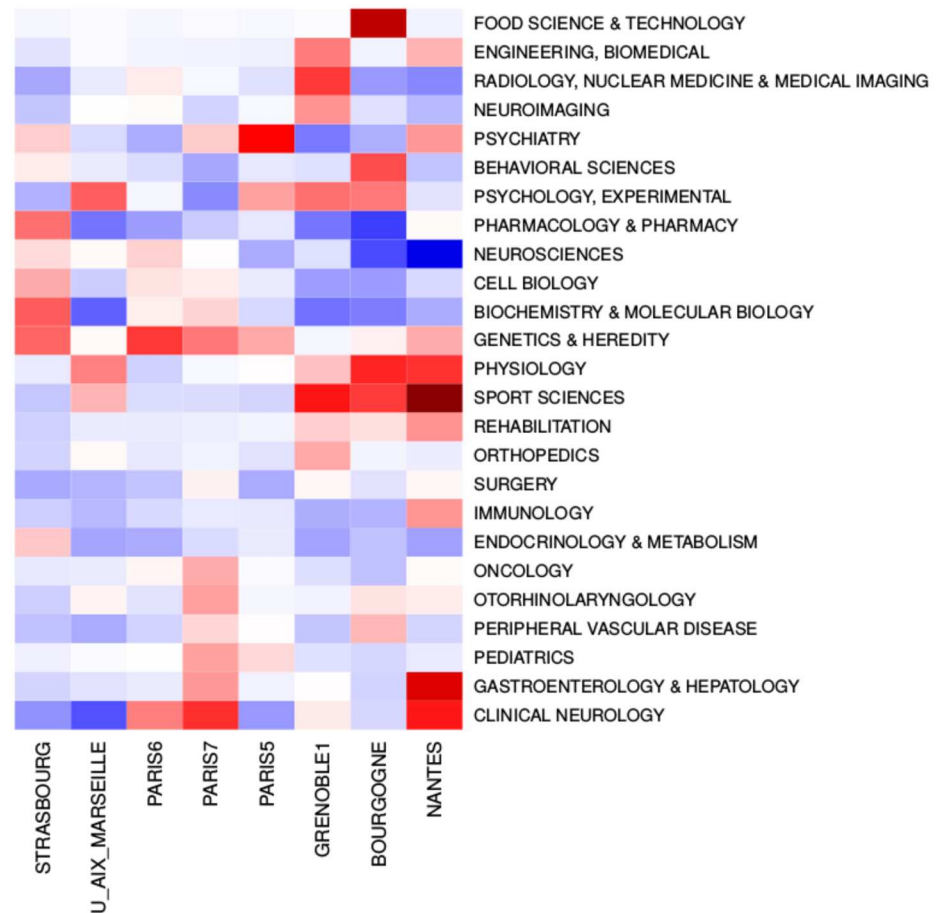 FOOD SCIENCE & TECHNOLOGY
ENGINEERING, BIOMEDICAL
RADIOLOGY, NUCLEAR MEDICINE & MEDICAL IMAGING
NEUROIMAGING
PSYCHIATRY
BEHAVIORAL SCIENCES
PSYCHOLOGY, EXPERIMENTAL
PHARMACOLOGY & PHARMACY
NEUROSCIENCES
CELL BIOLOGY
BIOCHEMISTRY & MOLECULAR BIOLOGY
GENETICS & HEREDITY
PHYSIOLOGY
SPORT SCIENCES
REHABILITATION
ORTHOPEDICS
SURGERY
IMMUNOLOGY
ENDOCRINOLOGY & METABOLISM
ONCOLOGY
OTORHINOLARYNGOLOGY
PERIPHERAL VASCULAR DISEASE
PEDIATRICS
GASTROENTEROLOGY & HEPATOLOGY
CLINICAL NEUROLOGY
STRASBOURG
U_AIX_MARSEILLE
PARIS6
PARIS7
PARIS5
GRENOBLE1
BOURGOGNE
NANTES